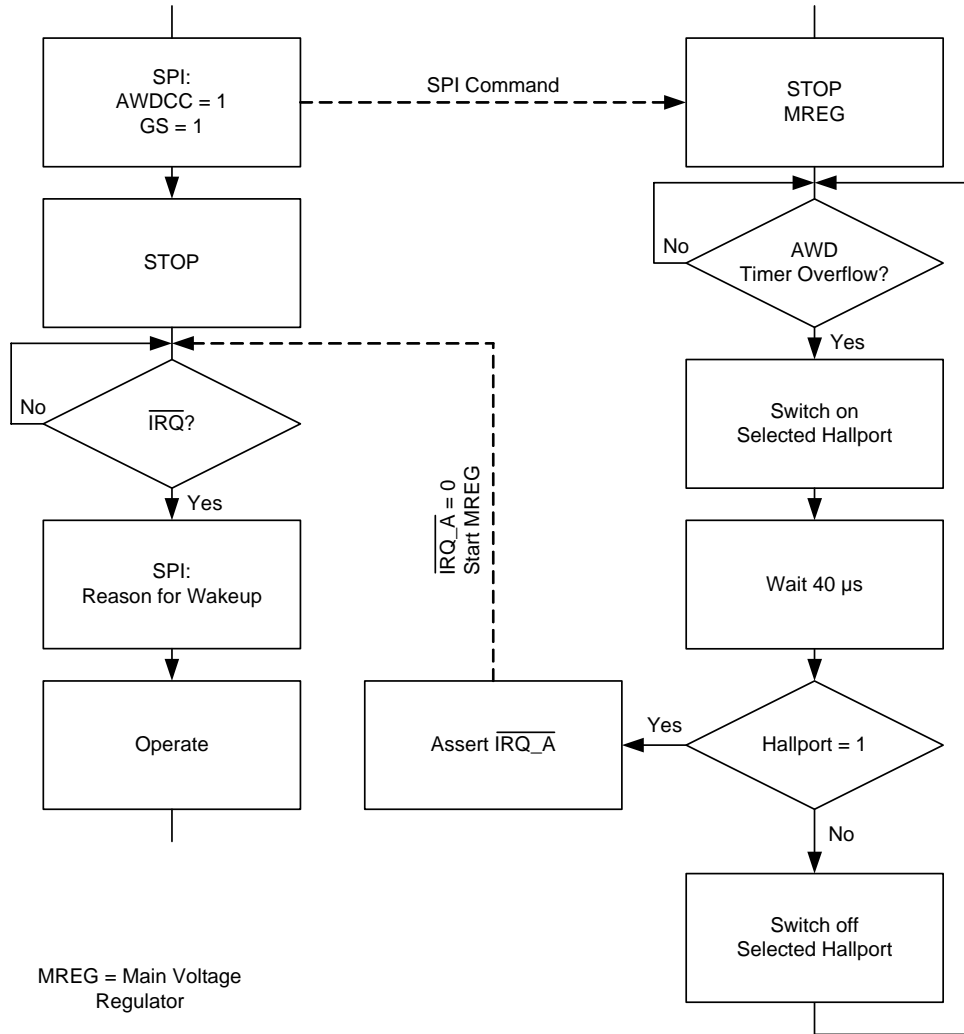 SPI:
AWDCC = 1
GS = 1
SPI Command
STOP
MREG
STOP
No
AWD
Timer Overflow?
Yes
No
IRQ?
Yes
Switch on
Selected Hallport
IRQ_A = 0
Start MREG
SPI:
Reason for Wakeup
Wait 40 µs
Operate
Assert IRQ_A
Yes
Hallport = 1
No
Switch off
Selected Hallport
MREG = Main Voltage
Regulator